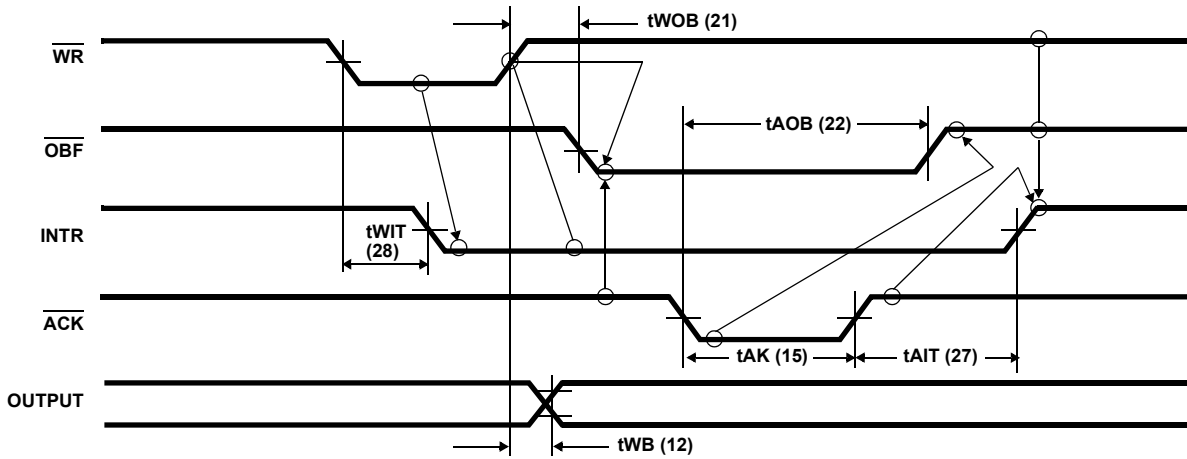 tWOB (21)
WR
tAOB (22)
OBF
INTR
tWIT
(28)
ACK
tAK (15)
tAIT (27)
OUTPUT
tWB (12)